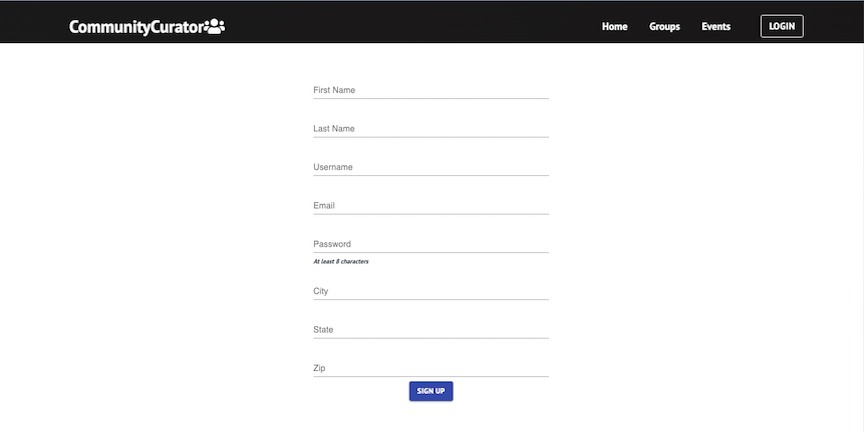 CommunityCurator
Home Groups Events LOGIN
First Name
Last Name
Username
Email
Password
At least 8 characters
City
State
Zip
SIGN UP